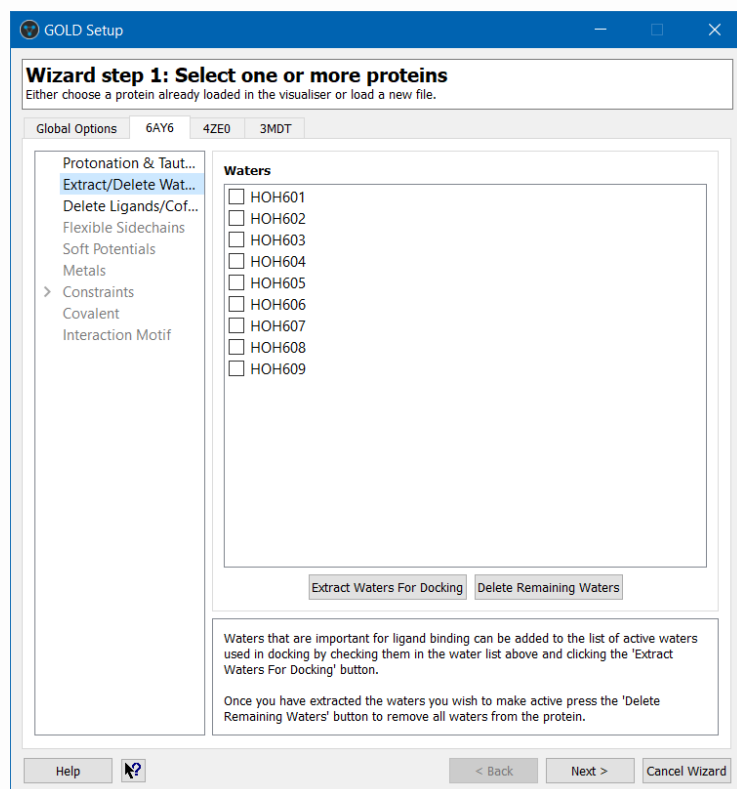 GOLD Setup
Wizard step 1: Select one or more proteins
Either choose a protein already loaded in the visualiser or load a new file.
Global Options 6AY6 4ZE0 3MDT
Protonation & Taut...
Extract/Delete Wat...
Delete Ligands/Cof...
Flexible Sidechains
Soft Potentials
Metals
Constraints
Covalent
Interaction Motif
Waters
HOH601
HOH602
HOH603
HOH604
HOH605
HOH606
HOH607
HOH608
HOH609
Extract Waters For Docking Delete Remaining Waters
Waters that are important for ligand binding can be added to the list of active waters
used in docking by checking them in the water list above and clicking the 'Extract
Waters For Docking' button.
Once you have extracted the waters you wish to make active press the 'Delete
Remaining Waters' button to remove all waters from the protein.
Help < Back Next > Cancel Wizard